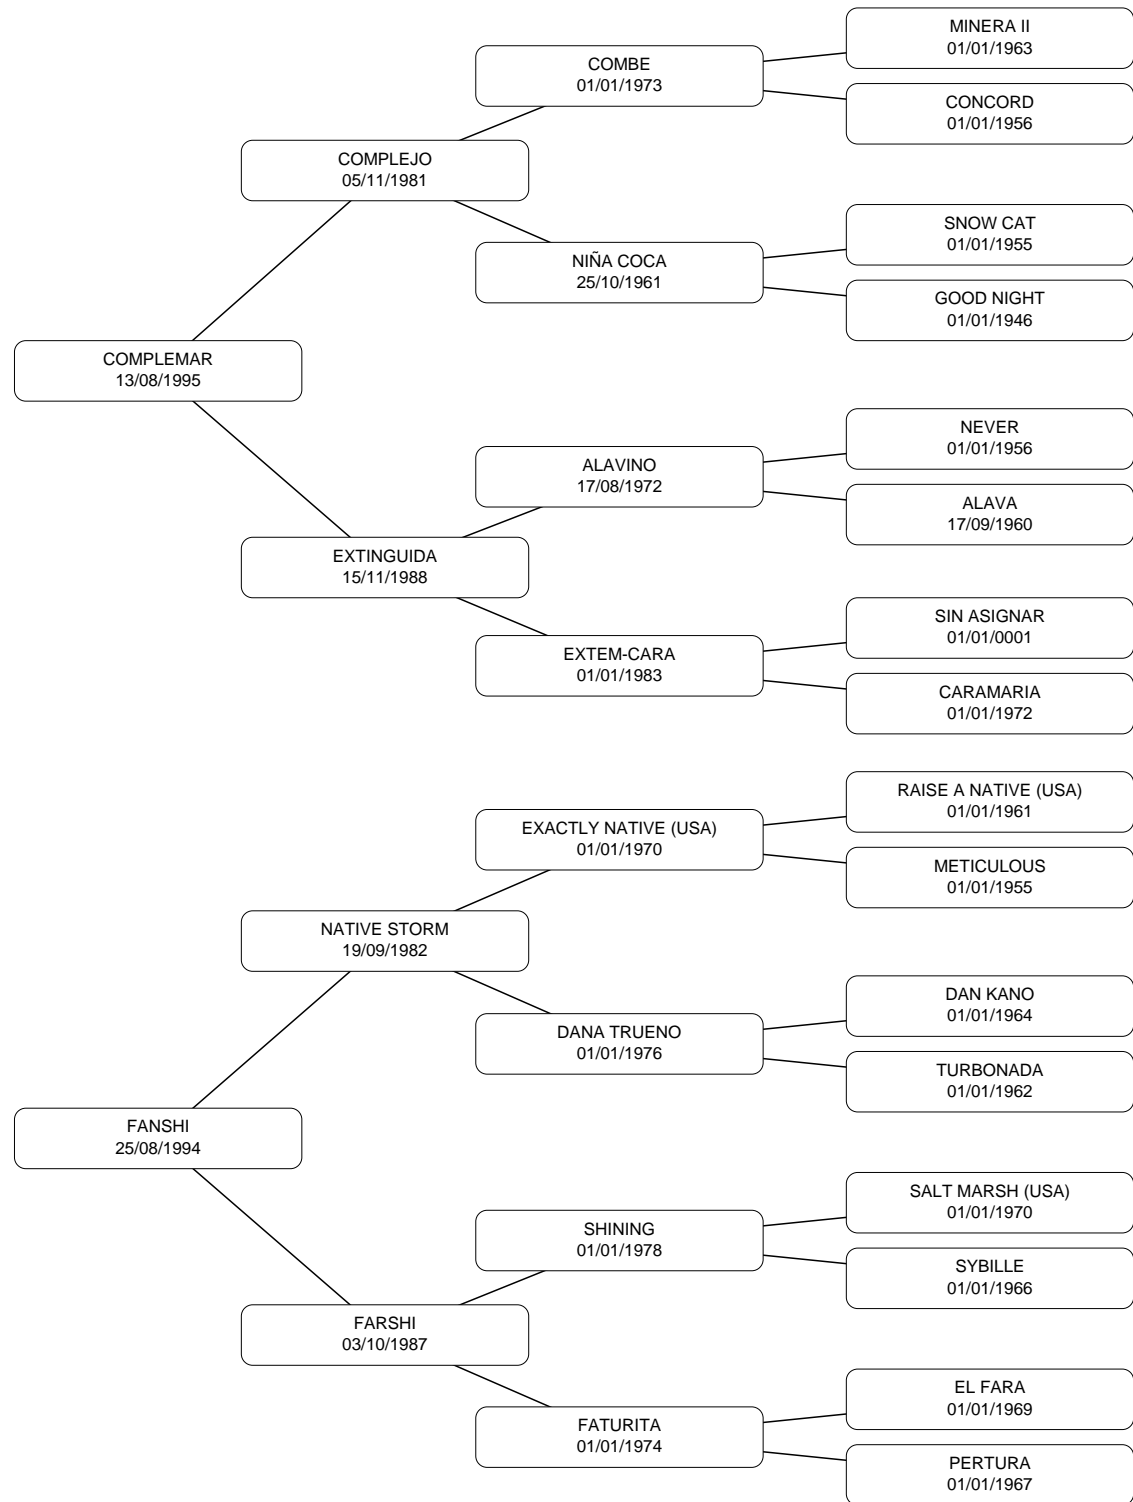 MINERA II
01/01/1963
COMBE
01/01/1973
CONCORD
01/01/1956
COMPLEJO
05/11/1981
SNOW CAT
01/01/1955
NIÑA COCA
25/10/1961
GOOD NIGHT
01/01/1946
COMPLEMAR
13/08/1995
NEVER
01/01/1956
ALAVINO
17/08/1972
ALAVA
17/09/1960
EXTINGUIDA
15/11/1988
SIN ASIGNAR
01/01/0001
EXTEM-CARA
01/01/1983
CARAMARIA
01/01/1972
RAISE A NATIVE (USA)
01/01/1961
EXACTLY NATIVE (USA)
01/01/1970
METICULOUS
01/01/1955
NATIVE STORM
19/09/1982
DAN KANO
01/01/1964
DANA TRUENO
01/01/1976
TURBONADA
01/01/1962
FANSHI
25/08/1994
SALT MARSH (USA)
01/01/1970
SHINING
01/01/1978
SYBILLE
01/01/1966
FARSHI
03/10/1987
EL FARA
01/01/1969
FATURITA
01/01/1974
PERTURA
01/01/1967